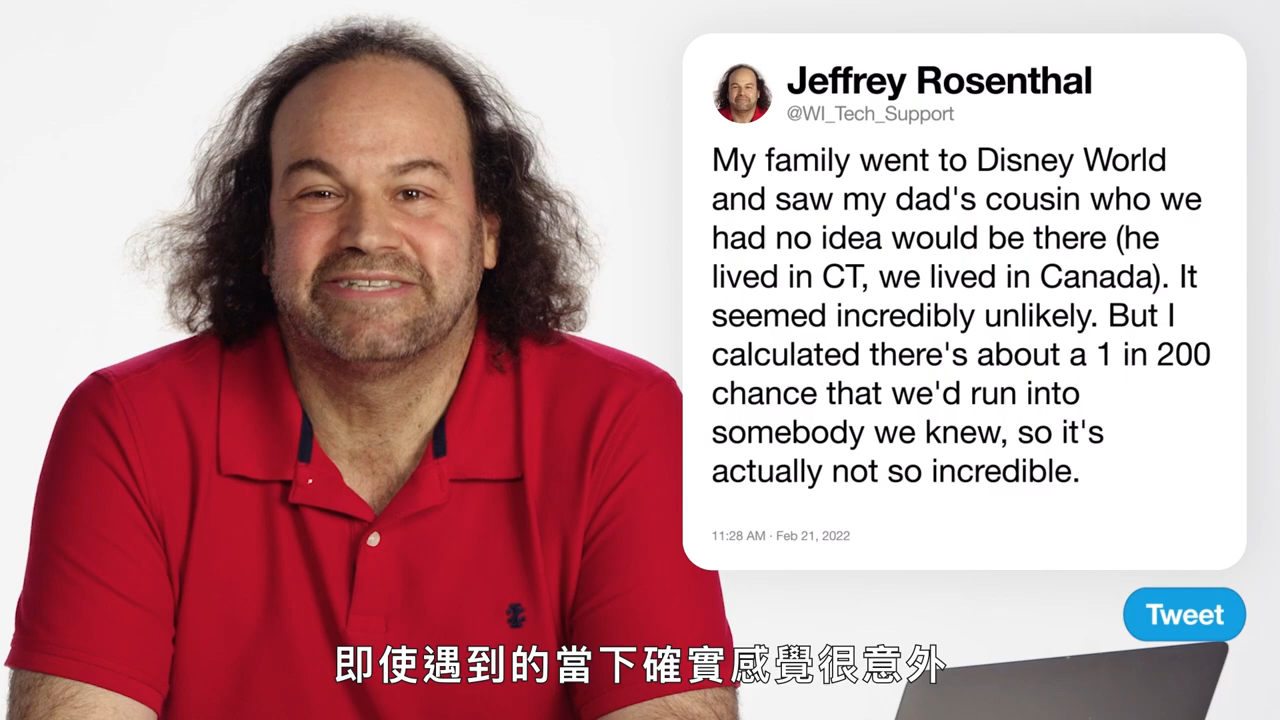 Jeffrey Rosenthal
@WI_Tech_Support
My family went to Disney World
and saw my dad's cousin who we
had no idea would be there (he
lived in CT, we lived in Canada). It
seemed incredibly unlikely. But I
calculated there's about a 1 in 200
chance that we'd run into
somebody we knew, so it's
actually not so incredible.
11:28 AM · Feb 21, 2022
Tweet
即使遇到的當下確實感覺很意外